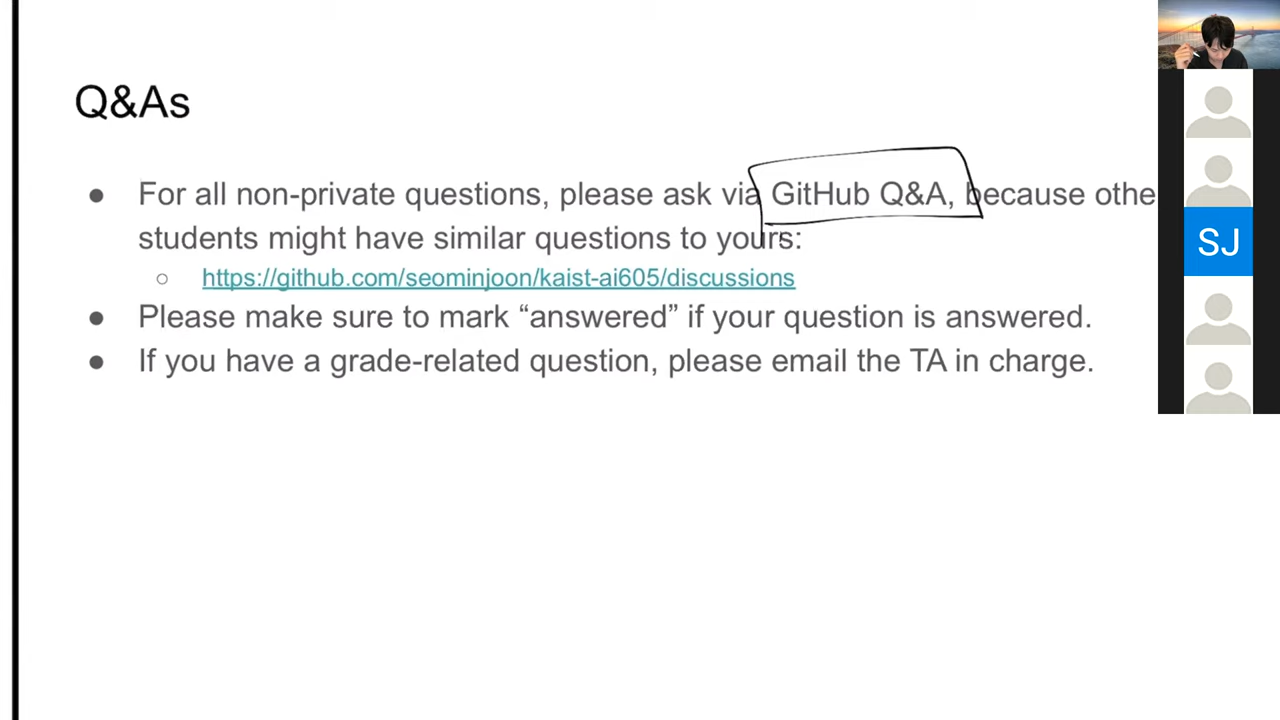 Q&As
● For all non-private questions, please ask via GitHub Q&A, because othe
students might have similar questions to yours:
○ https://github.com/seominjoon/kaist-ai605/discussions
● Please make sure to mark “answered” if your question is answered.
● If you have a grade-related question, please email the TA in charge.
SJ